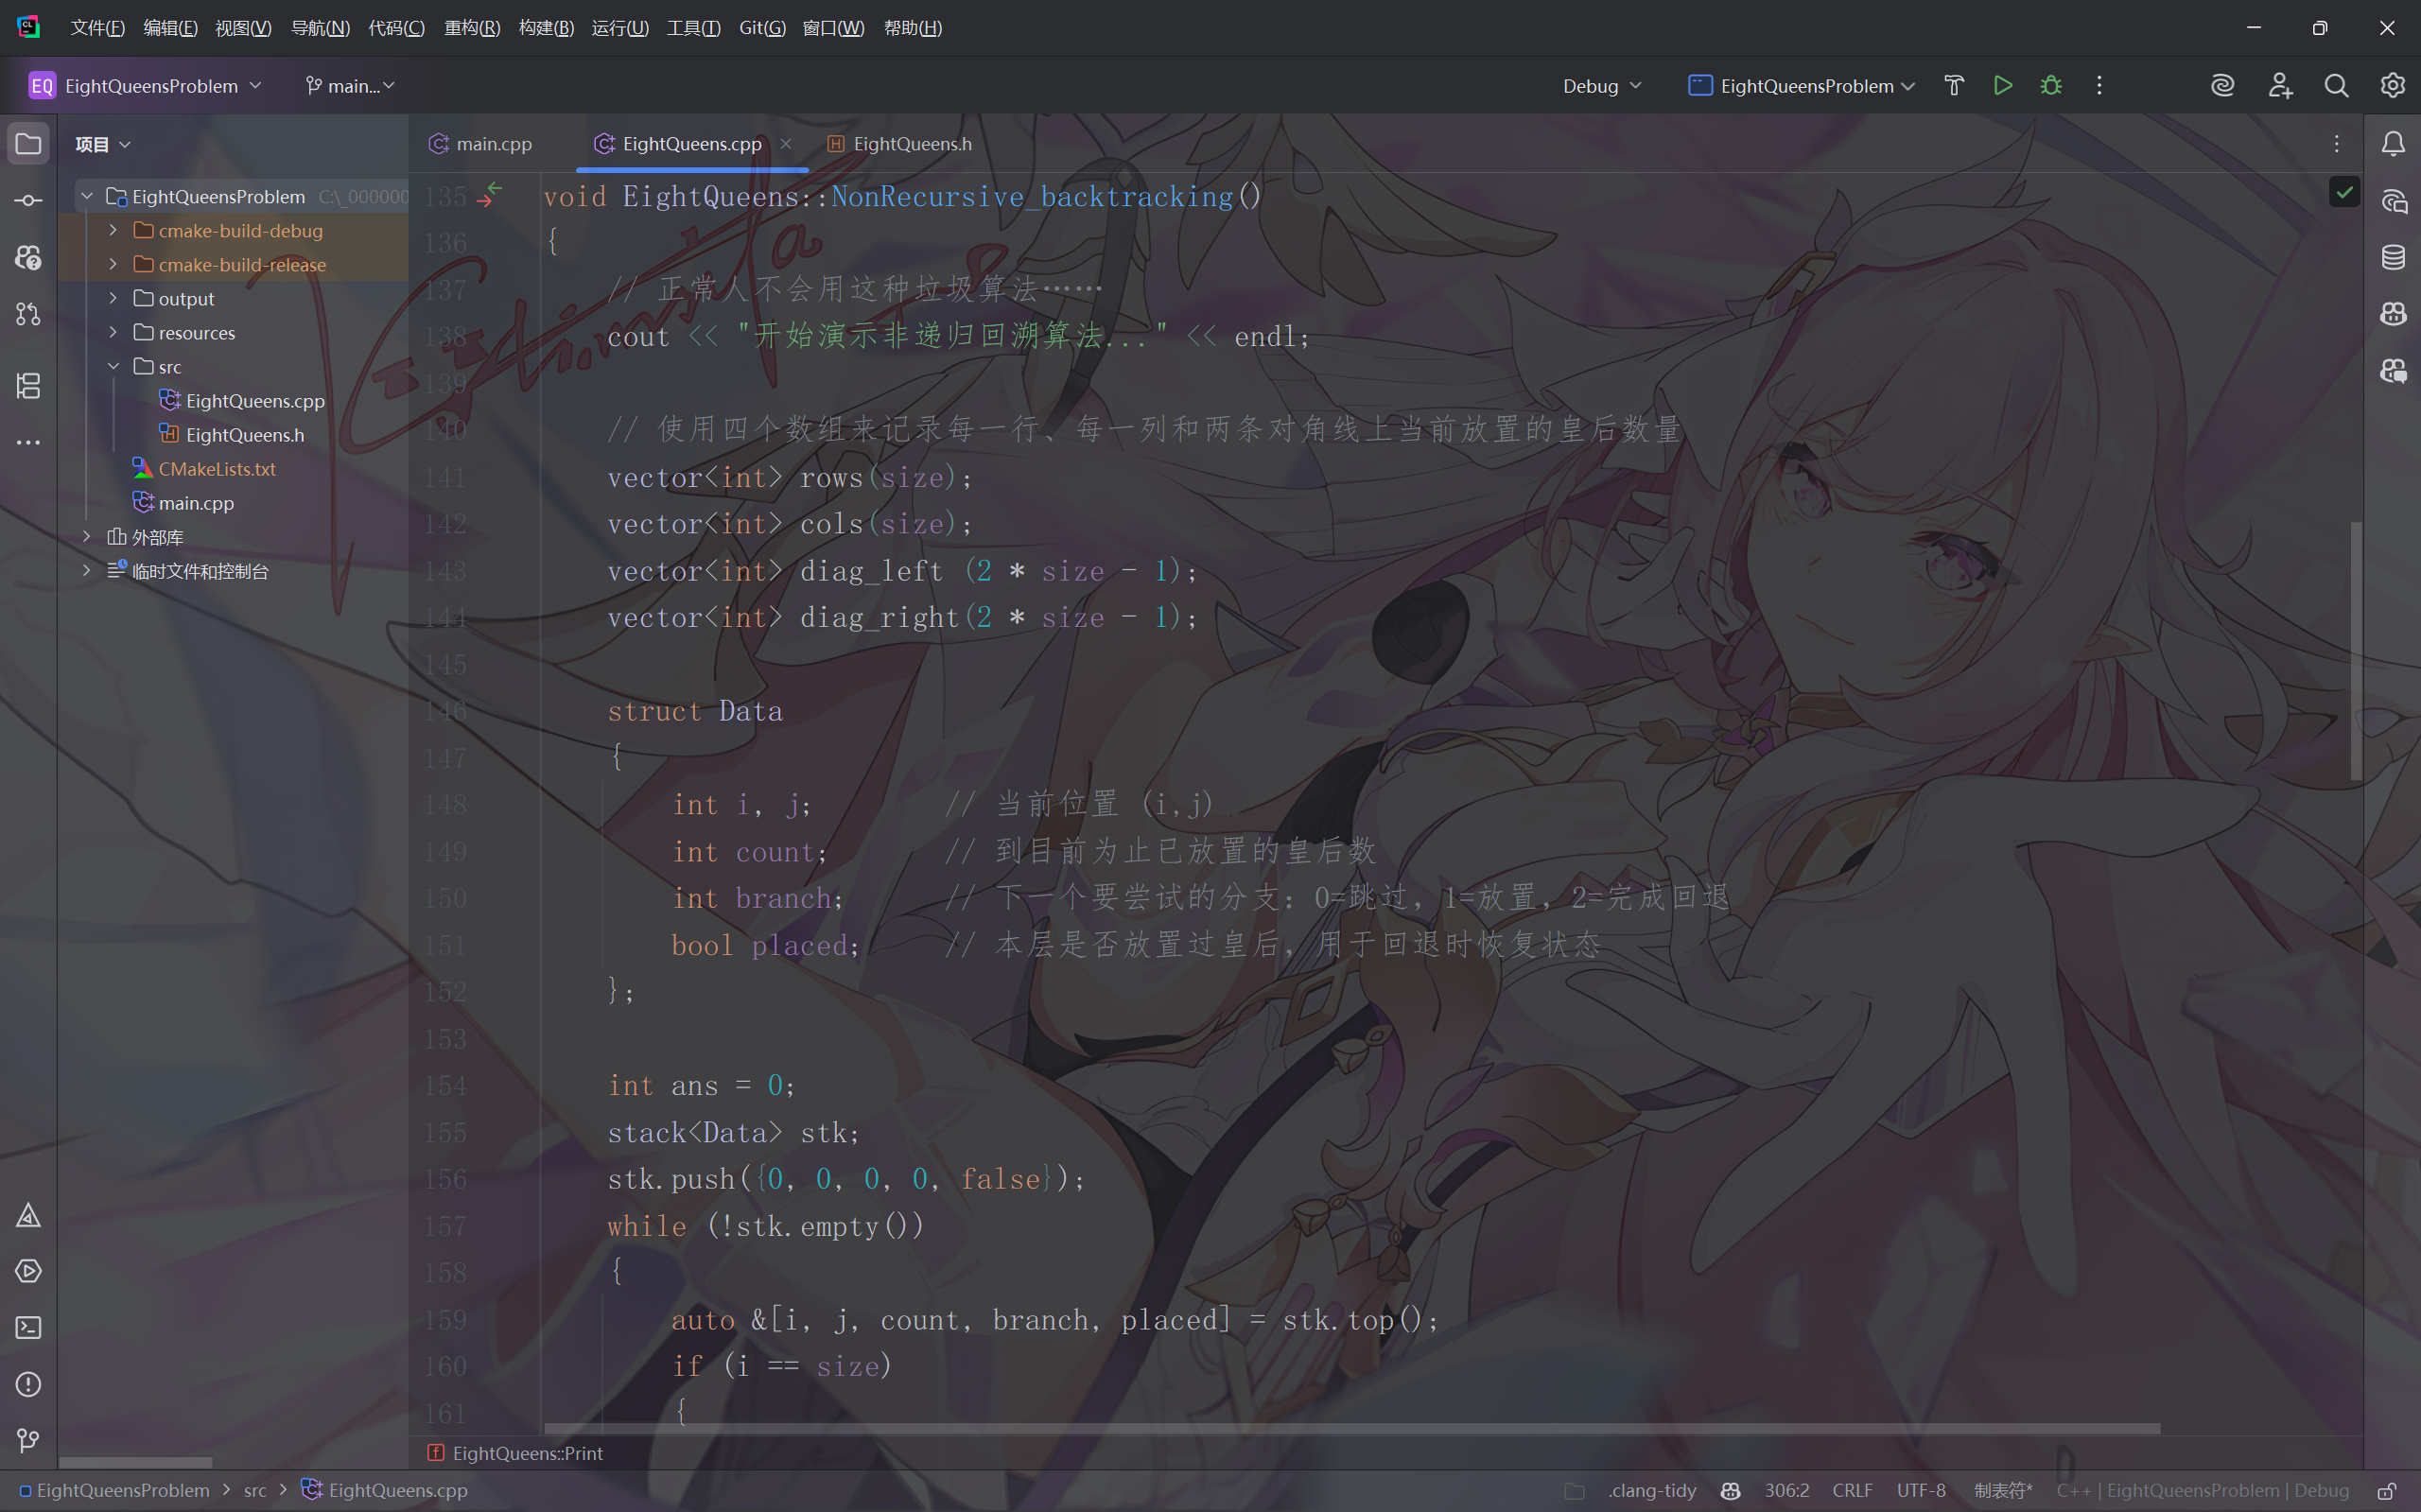 文件(F) 编辑(E) 视图(V) 导航(N) 代码(C) 重构(R) 构建(B) 运行(U) 工具(T) Git(G) 窗口(W) 帮助(H)
EQ EightQueensProblem main... Debug EightQueensProblem
项目
EightQueensProblem C:\_000000
cmake-build-debug
cmake-build-release
output
resources
src
EightQueens.cpp
EightQueens.h
CMakeLists.txt
main.cpp
外部库
临时文件和控制台
main.cpp EightQueens.cpp EightQueens.h
135 void EightQueens::NonRecursive_backtracking()
136 {
137 // 正常人不会用这种垃圾算法……
138 cout << "开始演示非递归回溯算法..." << endl;
139
140 // 使用四个数组来记录每一行、每一列和两条对角线上当前放置的皇后数量
141 vector<int> rows(size);
142 vector<int> cols(size);
143 vector<int> diag_left (2 * size - 1);
144 vector<int> diag_right(2 * size - 1);
145
146 struct Data
147 {
148 int i, j; // 当前位置 (i,j)
149 int count; // 到目前为止已放置的皇后数
150 int branch; // 下一个要尝试的分支: 0=跳过, 1=放置, 2=完成回退
151 bool placed; // 本层是否放置过皇后, 用于回退时恢复状态
152 };
153
154 int ans = 0;
155 stack<Data> stk;
156 stk.push({0, 0, 0, 0, false});
157 while (!stk.empty())
158 {
159 auto &[i, j, count, branch, placed] = stk.top();
160 if (i == size)
161 {
EightQueens::Print
EightQueensProblem > src > EightQueens.cpp .clang-tidy 306:2 CRLF UTF-8 制表符* C++ | EightQueensProblem | Debug